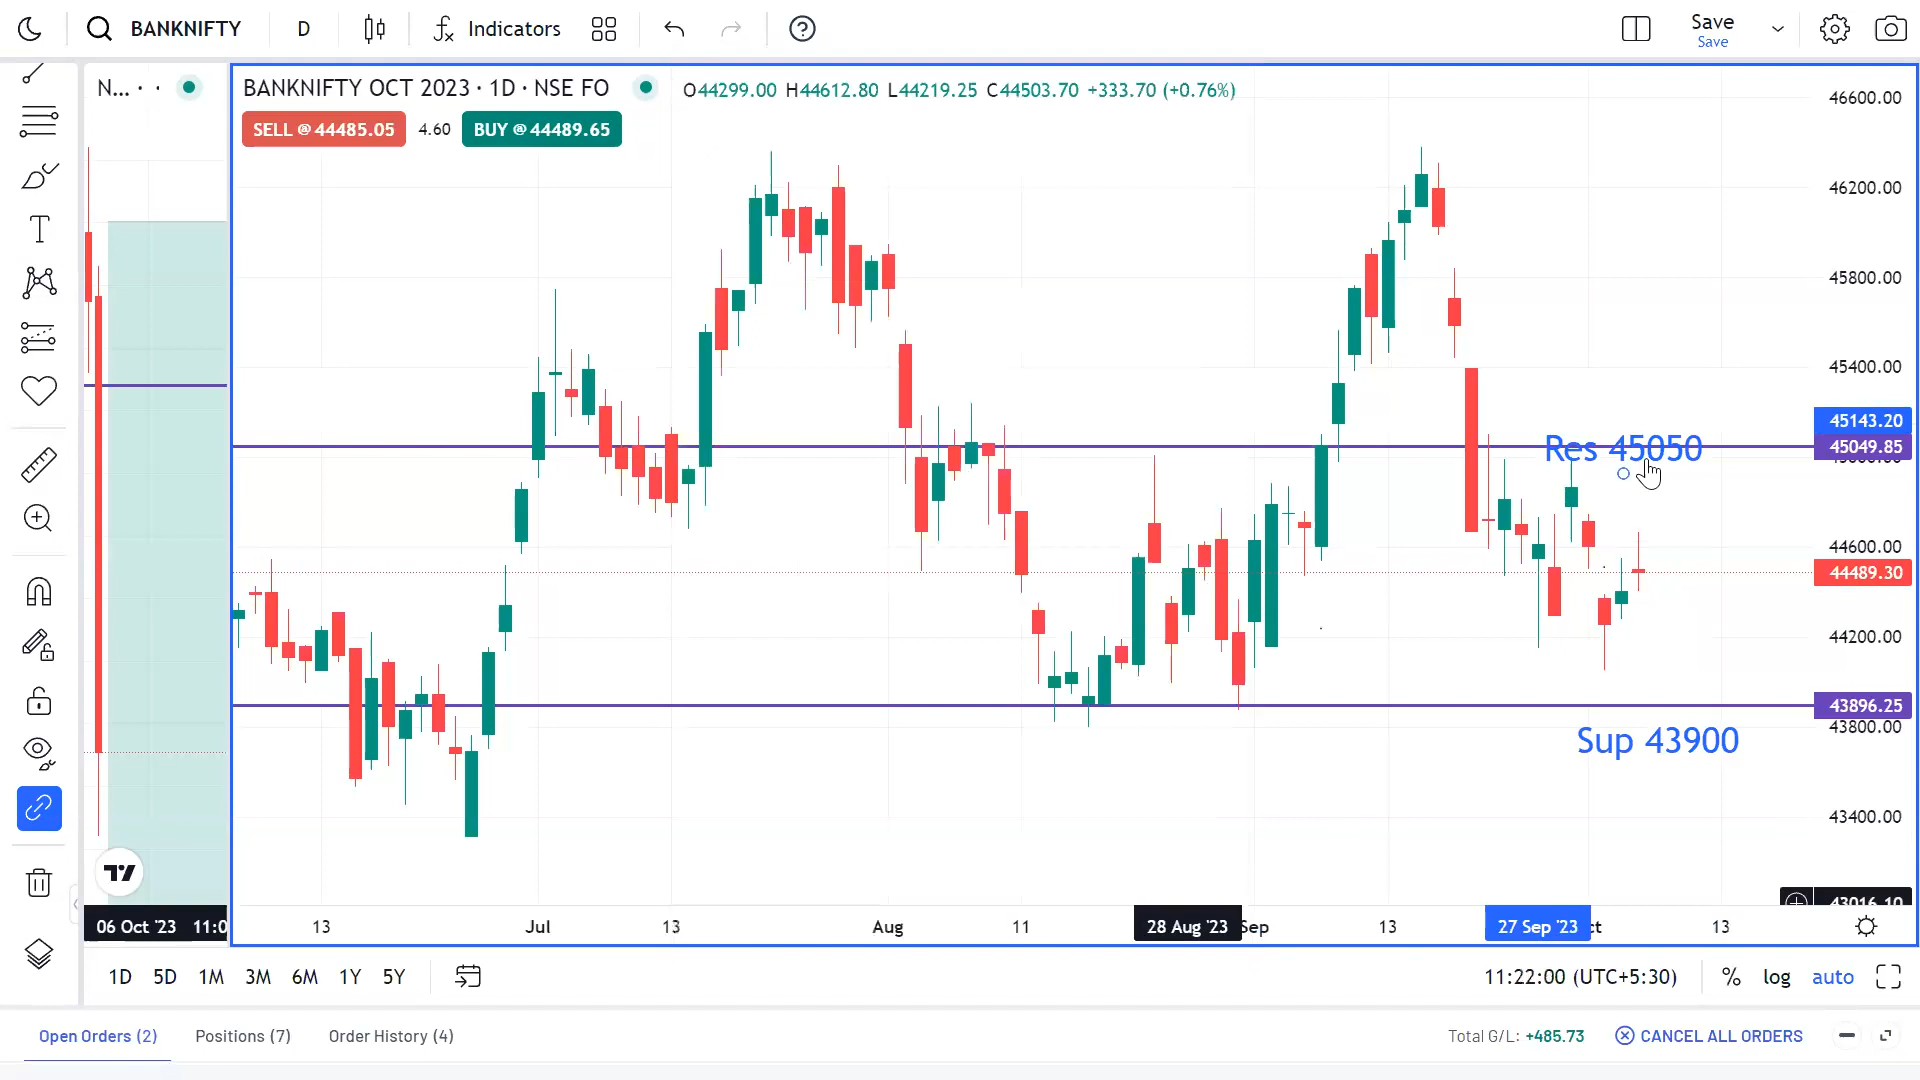 BANKNIFTY D Indicators Save
Save
N... · ·
BANKNIFTY OCT 2023 · 1D · NSE FO O44299.00 H44612.80 L44219.25 C44503.70 +333.70 (+0.76%)
SELL @ 44485.05 4.60 BUY @ 44489.65
46600.00
46200.00
45800.00
45400.00
45143.20
Res 45050
45049.85
44600.00
44489.30
44200.00
43896.25
43800.00
Sup 43900
43400.00
06 Oct '23 11:0
13 Jul 13 Aug 11 28 Aug '23 Sep 13 27 Sep '23 ct 13
1D 5D 1M 3M 6M 1Y 5Y 11:22:00 (UTC+5:30) % log auto
Open Orders (2) Positions (7) Order History (4) Total G/L: +485.73 CANCEL ALL ORDERS